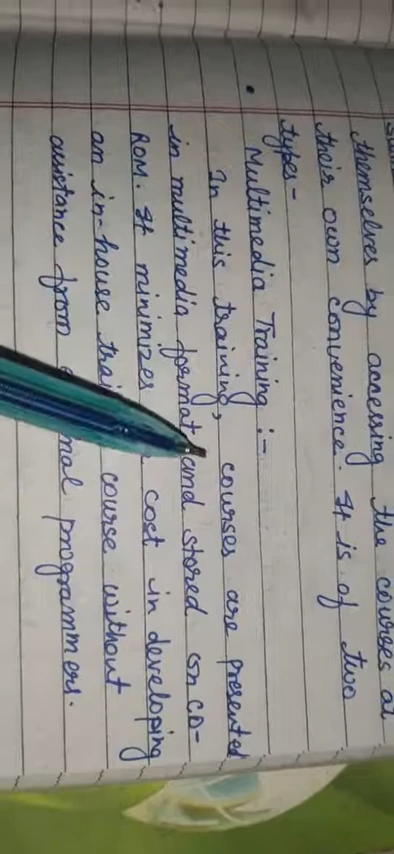 themselves by accessing the courses at
their own convenience. It is of two
types-
• Multimedia Training :-
In this training, courses are presented
in multimedia format and stored on CD-
ROM. It minimizes cost in developing
an in-house course without
assistance from programmers.